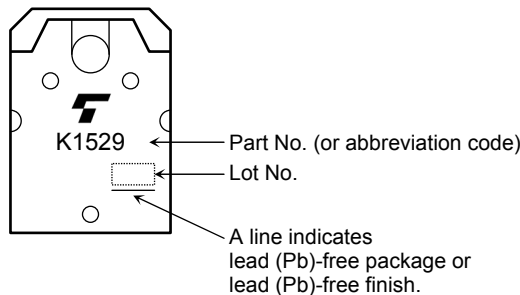 K1529
Part No. (or abbreviation code)
Lot No.
A line indicates
lead (Pb)-free package or
lead (Pb)-free finish.